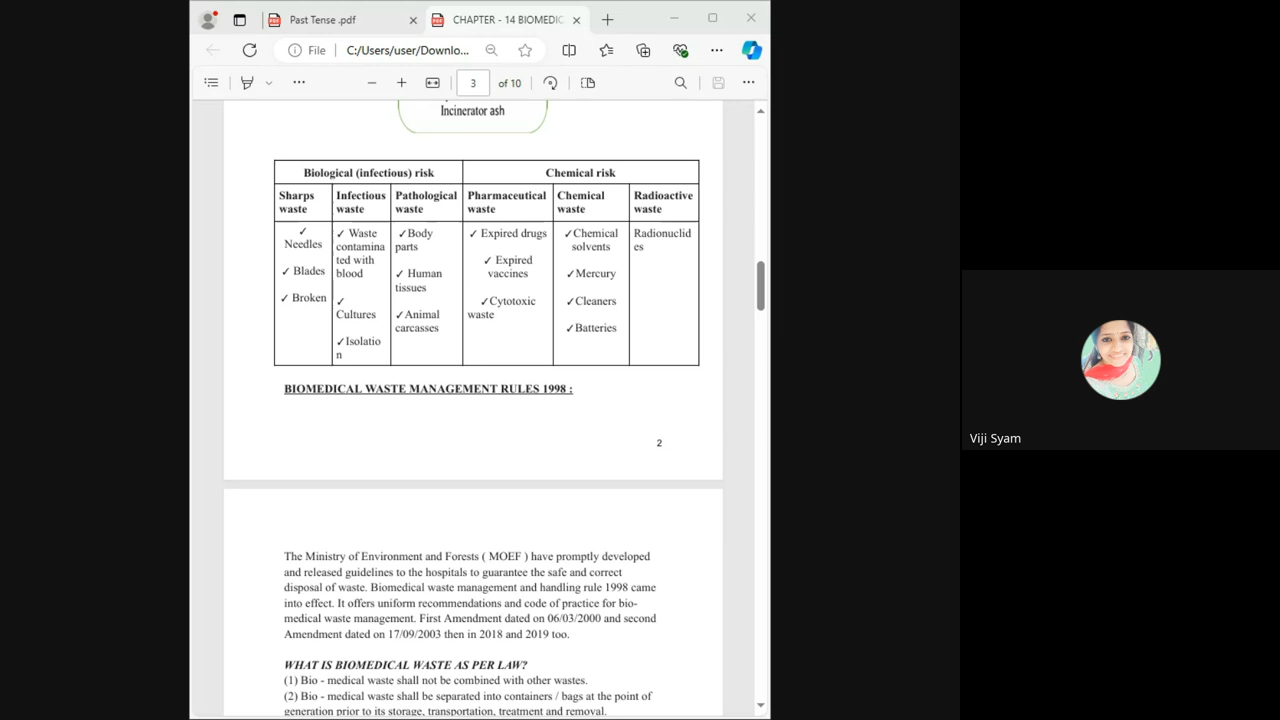 Past Tense .pdf
CHAPTER - 14 BIOMEDIC
File
C:/Users/user/Downlo...
3 of 10
Incinerator ash
Biological (infectious) risk Chemical risk
Sharps waste Infectious waste Pathological waste Pharmaceutical waste Chemical waste Radioactive waste
✓ Needles
✓ Blades
✓ Broken
✓ Waste
contamina
ted with
blood
✓
Cultures
✓Isolatio
n
✓Body
parts
✓ Human
tissues
✓Animal
carcasses
✓ Expired drugs
✓ Expired
vaccines
✓Cytotoxic
waste
✓Chemical
solvents
✓Mercury
✓Cleaners
✓Batteries
Radionuclid
es
BIOMEDICAL WASTE MANAGEMENT RULES 1998 :
2
The Ministry of Environment and Forests ( MOEF ) have promptly developed
and released guidelines to the hospitals to guarantee the safe and correct
disposal of waste. Biomedical waste management and handling rule 1998 came
into effect. It offers uniform recommendations and code of practice for bio-
medical waste management. First Amendment dated on 06/03/2000 and second
Amendment dated on 17/09/2003 then in 2018 and 2019 too.
WHAT IS BIOMEDICAL WASTE AS PER LAW?
(1) Bio - medical waste shall not be combined with other wastes.
(2) Bio - medical waste shall be separated into containers / bags at the point of
generation prior to its storage, transportation, treatment and removal.
Viji Syam